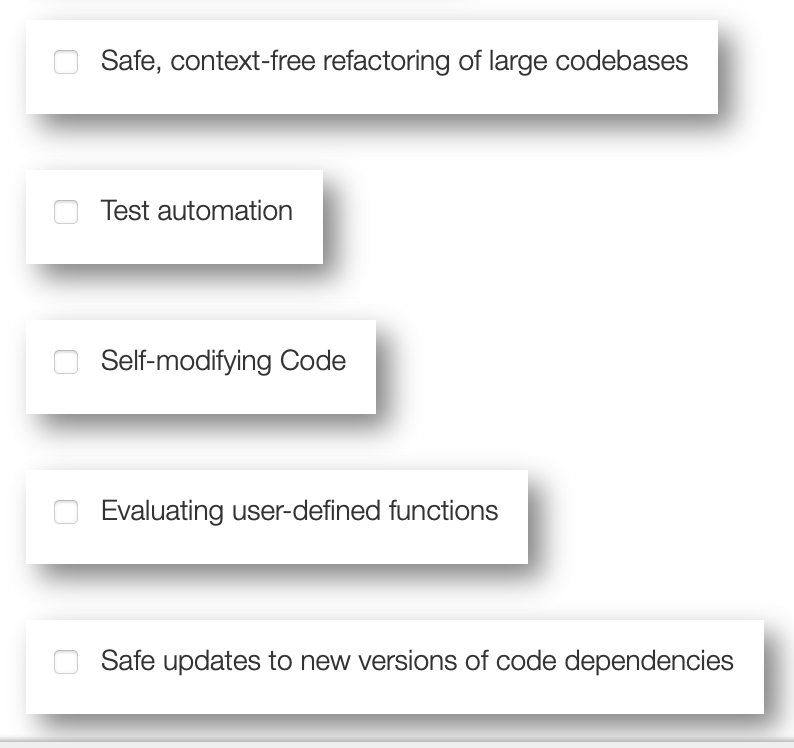 Safe, context-free refactoring of large codebases
Test automation
Self-modifying Code
Evaluating user-defined functions
Safe updates to new versions of code dependencies